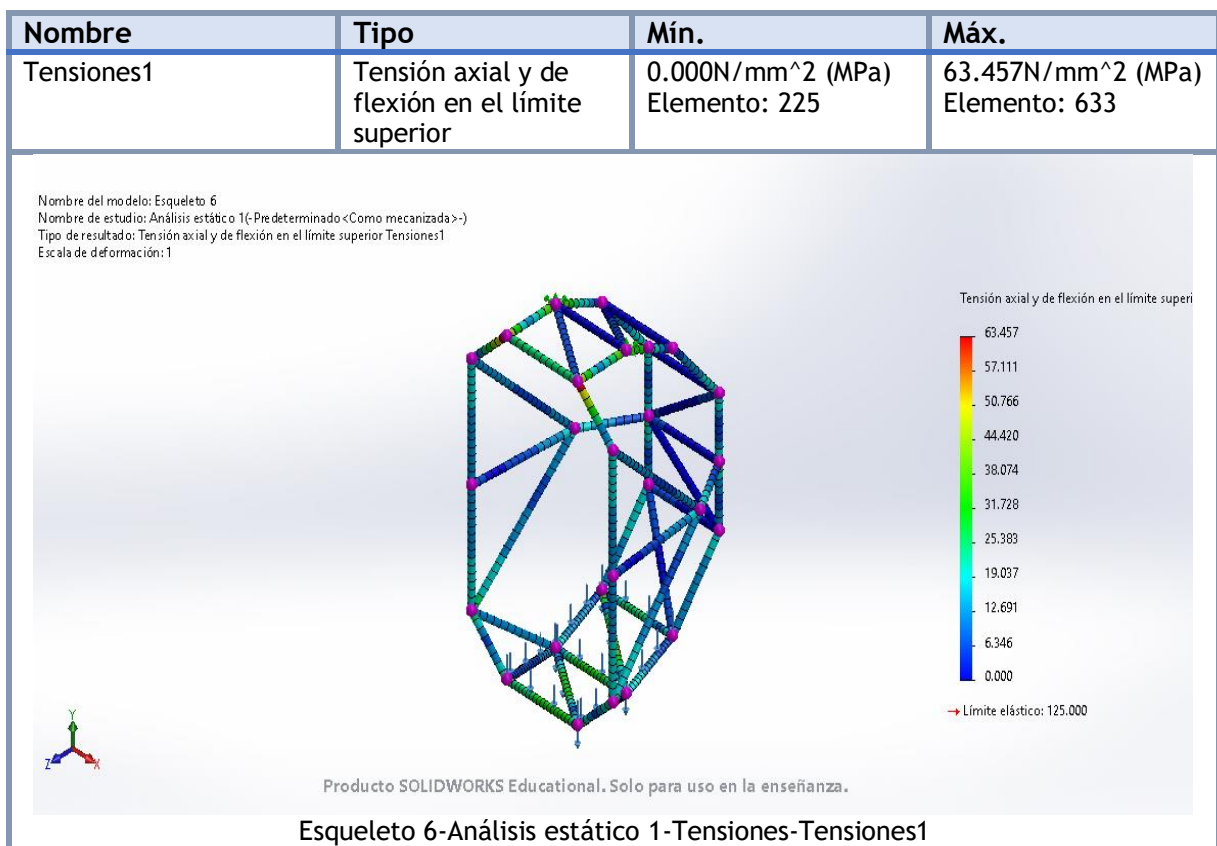 Nombre Tipo Mín. Máx.
Tensiones1 Tensión axial y de 0.000N/mm^2 (MPa) 63.457N/mm^2 (MPa)
flexión en el límite Elemento: 225 Elemento: 633
superior
Nombre del modelo: Esqueleto 6
Nombre de estudio: Análisis estático 1(-Predeterminado<Como mecanizada>-)
Tipo de resultado: Tensión axial y de flexión en el límite superior Tensiones1
Escala de deformación: 1
Tensión axial y de flexión en el límite superi
63.457
57.111
50.766
44.420
38.074
31.728
25.383
19.037
12.691
6.346
0.000
Límite elástico: 125.000
Y
Z X
Producto SOLIDWORKS Educational. Solo para uso en la enseñanza.
Esqueleto 6-Análisis estático 1-Tensiones-Tensiones1